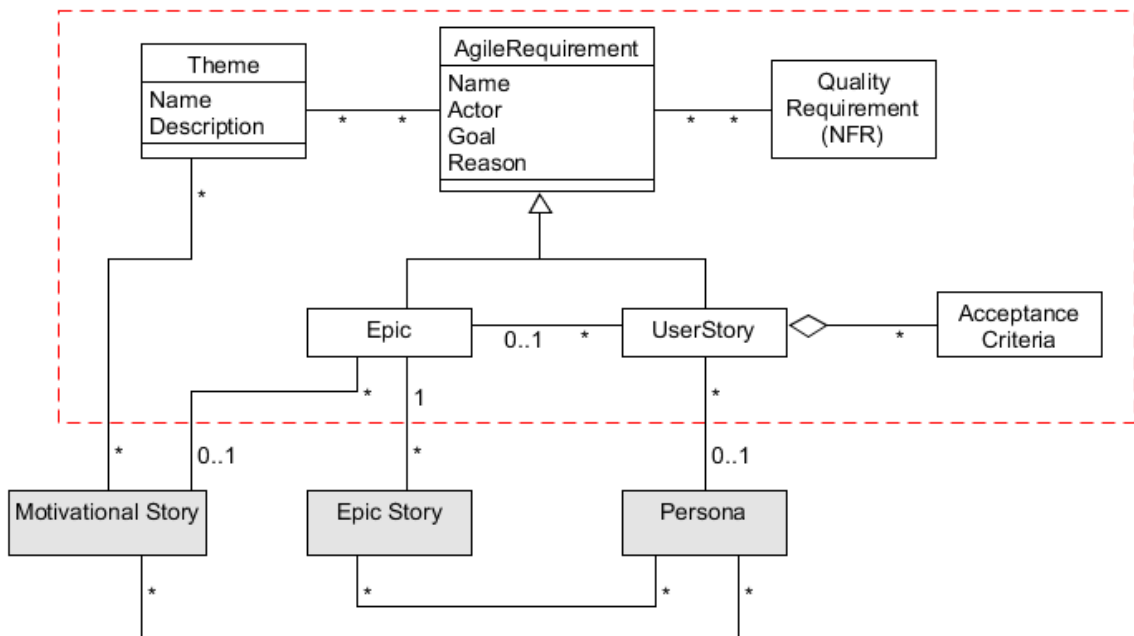 Theme
Name
Description
AgileRequirement
Name
Actor
Goal
Reason
Quality
Requirement
(NFR)
*
*
*
*
*
Epic
0..1
*
UserStory
*
Acceptance
Criteria
*
1
*
*
0..1
*
0..1
Motivational Story
Epic Story
Persona
*
*
*
*